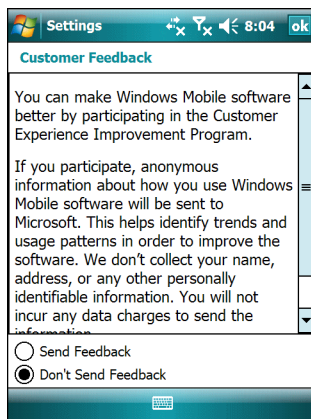 Settings 8:04 ok
Customer Feedback
You can make Windows Mobile software
better by participating in the Customer
Experience Improvement Program.
If you participate, anonymous
information about how you use Windows
Mobile software will be sent to
Microsoft. This helps identify trends and
usage patterns in order to improve the
software. We don't collect your name,
address, or any other personally
identifiable information. You will not
incur any data charges to send the
information.
Send Feedback
Don't Send Feedback